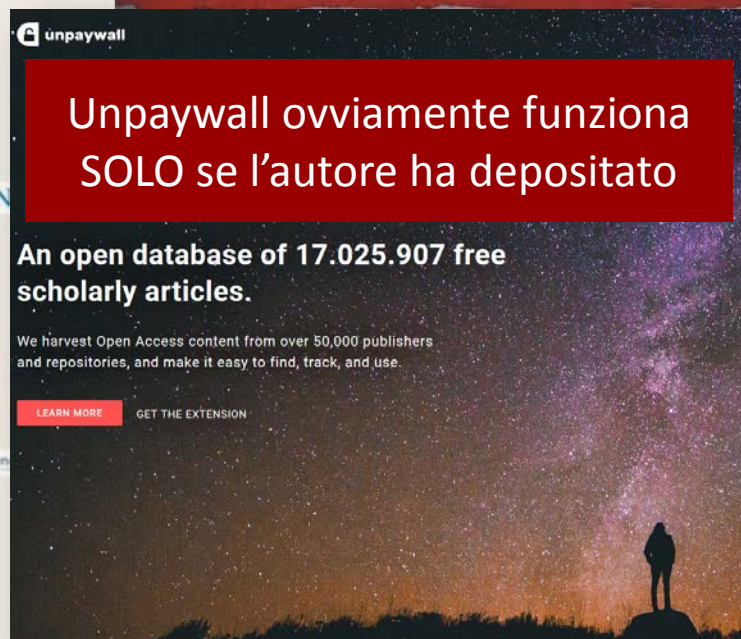 unpaywall
Unpaywall ovviamente funziona
SOLO se l’autore ha depositato
An open database of 17.025.907 free
scholarly articles.
We harvest Open Access content from over 50,000 publishers
and repositories, and make it easy to find, track, and use.
LEARN MORE GET THE EXTENSION